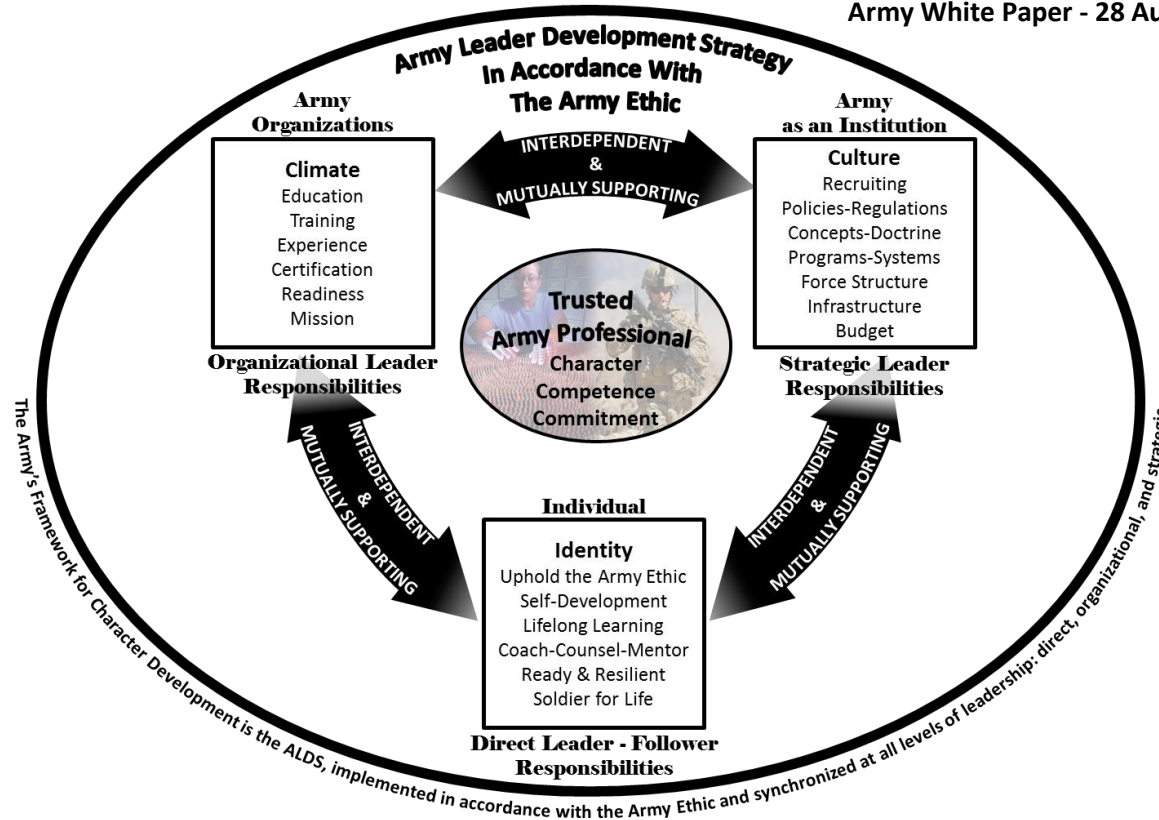 Army White Paper - 28 Au
Army Leader Development Strategy
In Accordance With
The Army Ethic
Army
Organizations
Climate
Education
Training
Experience
Certification
Readiness
Mission
Organizational Leader
Responsibilities
INTERDEPENDENT
&
MUTUALLY SUPPORTING
Army
as an Institution
Culture
Recruiting
Policies-Regulations
Concepts-Doctrine
Programs-Systems
Force Structure
Infrastructure
Budget
Strategic Leader
Responsibilities
Trusted
Army Professional
Character
Competence
Commitment
INTERDEPENDENT
&
MUTUALLY SUPPORTING
INTERDEPENDENT
&
MUTUALLY SUPPORTING
Individual
Identity
Uphold the Army Ethic
Self-Development
Lifelong Learning
Coach-Counsel-Mentor
Ready & Resilient
Soldier for Life
Direct Leader - Follower
Responsibilities
The Army's Framework for Character Development is the ALDS, implemented in accordance with the Army Ethic and synchronized at all levels of leadership: direct, organizational, and strategic